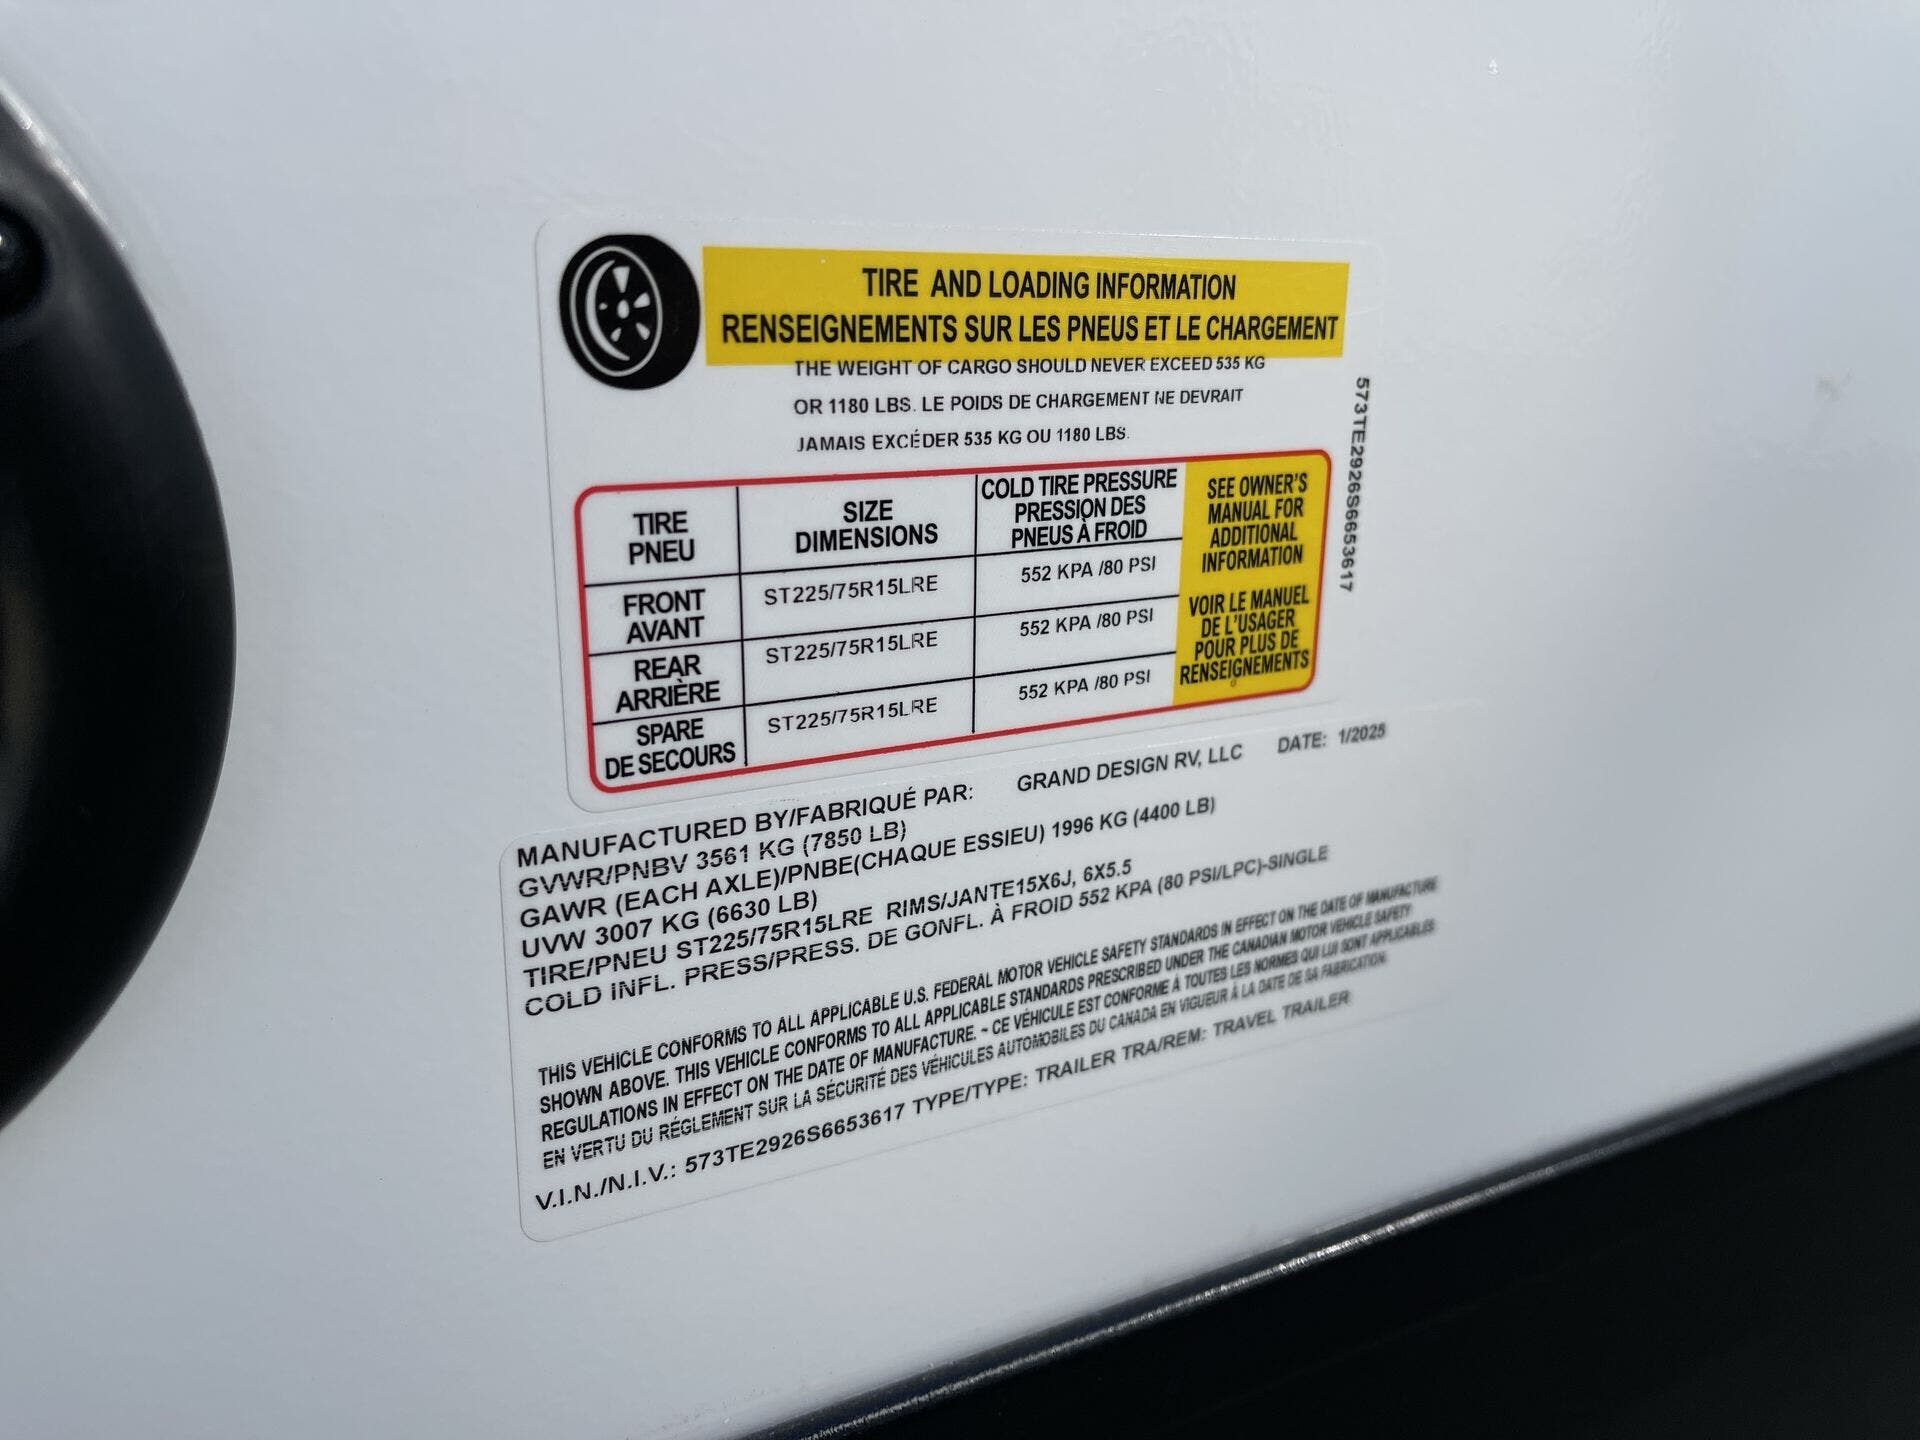 TIRE AND LOADING INFORMATION
RENSEIGNEMENTS SUR LES PNEUS ET LE CHARGEMENT
THE WEIGHT OF CARGO SHOULD NEVER EXCEED 535 KG
OR 1180 LBS. LE POIDS DE CHARGEMENT NE DEVRAIT
JAMAIS EXCÉDER 535 KG OU 1180 LBS.
573TE2926S6653617
TIRE
PNEU
SIZE
DIMENSIONS
COLD TIRE PRESSURE
PRESSION DES
PNEUS À FROID
SEE OWNER'S
MANUAL FOR
ADDITIONAL
INFORMATION
VOIR LE MANUEL
DE L'USAGER
POUR PLUS DE
RENSEIGNEMENTS
FRONT
AVANT
ST225/75R15LRE
552 KPA /80 PSI
REAR
ARRIÈRE
ST225/75R15LRE
552 KPA /80 PSI
SPARE
DE SECOURS
ST225/75R15LRE
552 KPA /80 PSI
MANUFACTURED BY/FABRIQUÉ PAR: GRAND DESIGN RV, LLC DATE: 1/2025
GVWR/PNBV 3561 KG (7850 LB)
GAWR (EACH AXLE)/PNBE(CHAQUE ESSIEU) 1996 KG (4400 LB)
UVW 3007 KG (6630 LB)
TIRE/PNEU ST225/75R15LRE RIMS/JANTE15X6J, 6X5.5
COLD INFL. PRESS/PRESS. DE GONFL. À FROID 552 KPA (80 PSI/LPC)-SINGLE
THIS VEHICLE CONFORMS TO ALL APPLICABLE U.S. FEDERAL MOTOR VEHICLE SAFETY STANDARDS IN EFFECT ON THE DATE OF MANUFACTURE
SHOWN ABOVE. THIS VEHICLE CONFORMS TO ALL APPLICABLE STANDARDS PRESCRIBED UNDER THE CANADIAN MOTOR VEHICLE SAFETY
REGULATIONS IN EFFECT ON THE DATE OF MANUFACTURE. ~ CE VÉHICULE EST CONFORME À TOUTES LES NORMES QUI LUI SONT APPLICABLES
EN VERTU DU RÉGLEMENT SUR LA SÉCURITÉ DES VÉHICULES AUTOMOBILES DU CANADA EN VIGUEUR À LA DATE DE SA FABRICATION.
V.I.N./N.I.V.: 573TE2926S6653617 TYPE/TYPE: TRAILER TRA/REM: TRAVEL TRAILER